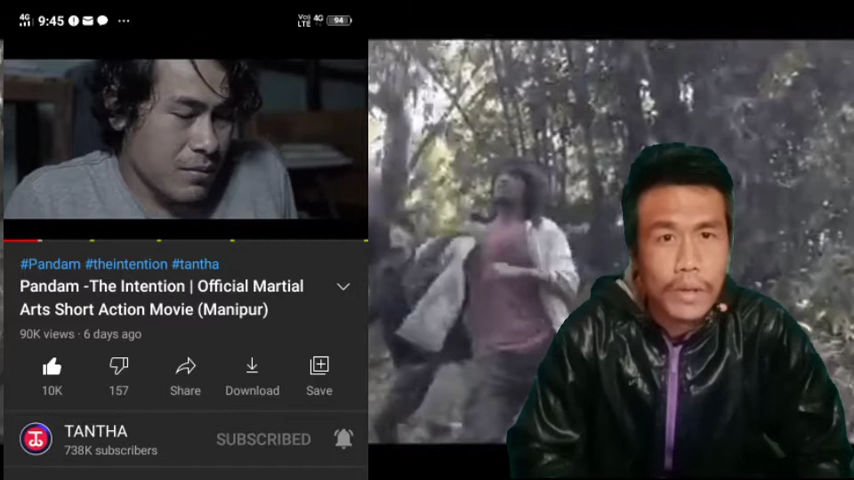 4G 9:45 ...
Vo)) LTE 4G 94
#Pandam #theintention #tantha
Pandam -The Intention | Official Martial
Arts Short Action Movie (Manipur)
90K views · 6 days ago
10K 157 Share Download Save
TANTHA
738K subscribers
SUBSCRIBED